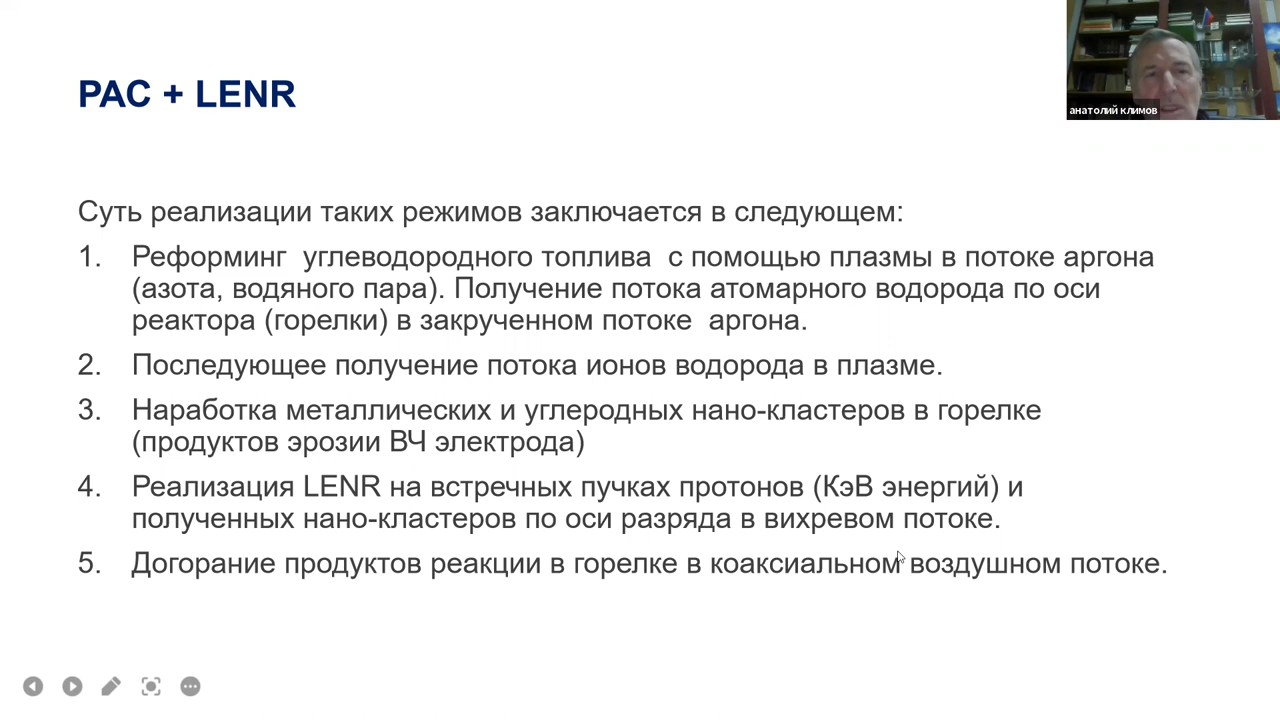 PAC + LENR
анатолий климов
Суть реализации таких режимов заключается в следующем:
1. Реформинг углеводородного топлива с помощью плазмы в потоке аргона
(азота, водяного пара). Получение потока атомарного водорода по оси
реактора (горелки) в закрученном потоке аргона.
2. Последующее получение потока ионов водорода в плазме.
3. Наработка металлических и углеродных нано-кластеров в горелке
(продуктов эрозии ВЧ электрода)
4. Реализация LENR на встречных пучках протонов (КэВ энергий) и
полученных нано-кластеров по оси разряда в вихревом потоке.
5. Догорание продуктов реакции в горелке в коаксиальном воздушном потоке.